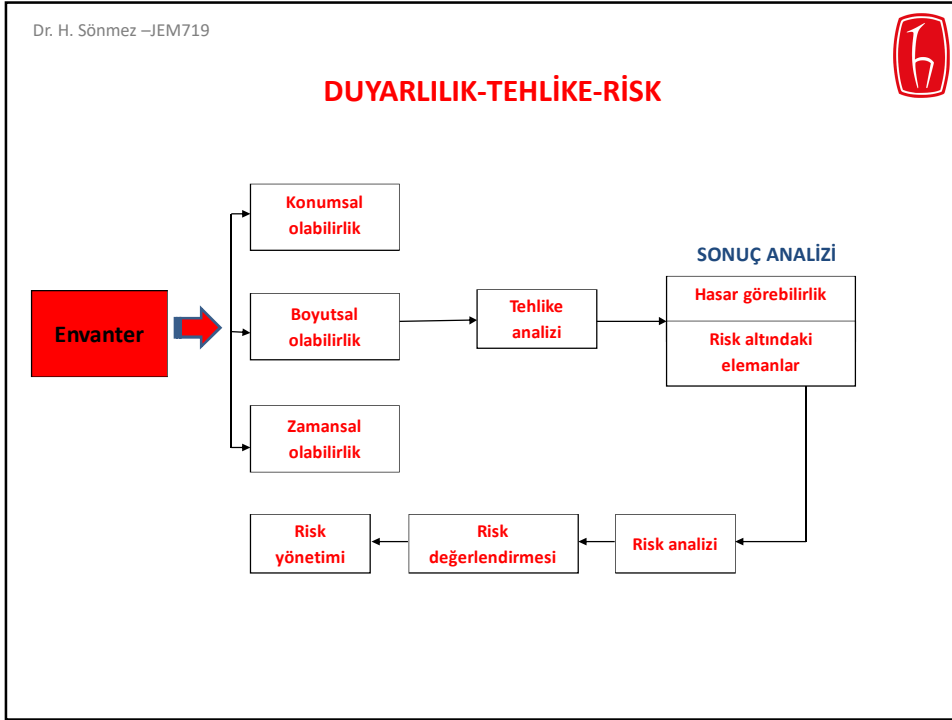 Dr. H. Sönmez –JEM719
DUYARLILIK-TEHLİKE-RİSK
Envanter
Konumsal
olabilirlik
Boyutsal
olabilirlik
Zamansal
olabilirlik
Tehlike
analizi
SONUÇ ANALİZİ
Hasar görebilirlik
Risk altındaki
elemanlar
Risk analizi
Risk
değerlendirmesi
Risk
yönetimi